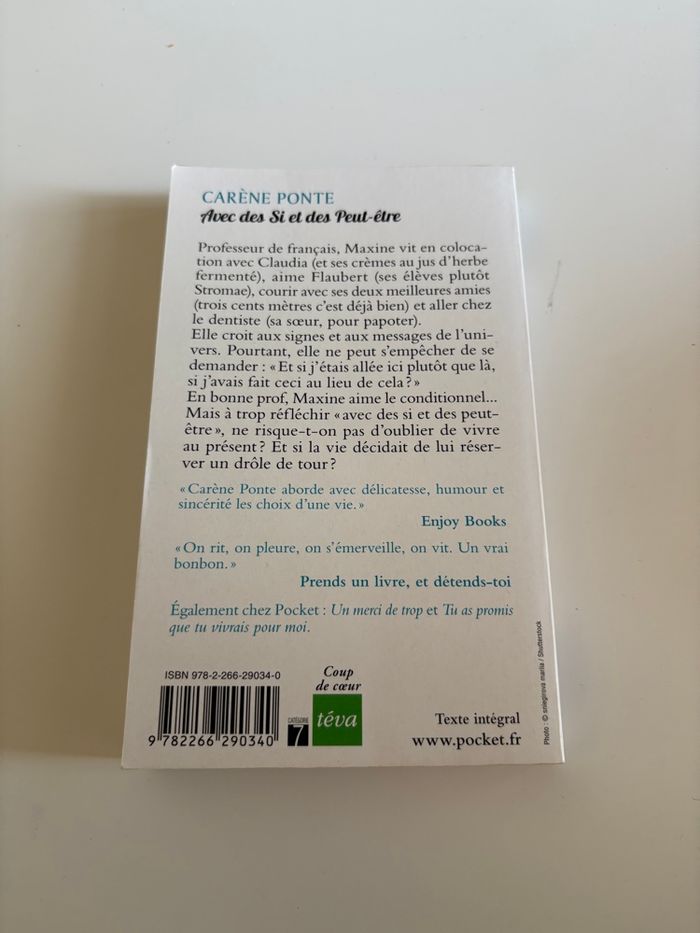 CARÈNE PONTE
Avec des Si et des Peut-être
Professeur de français, Maxine vit en coloca-
tion avec Claudia (et ses crèmes au jus d'herbe
fermenté), aime Flaubert (ses élèves plutôt
Stromae), courir avec ses deux meilleures amies
(trois cents mètres c'est déjà bien) et aller chez
le dentiste (sa sœur, pour papoter).
Elle croit aux signes et aux messages de l'uni-
vers. Pourtant, elle ne peut s'empêcher de se
demander : « Et si j'étais allée ici plutôt que là,
si j'avais fait ceci au lieu de cela ? »
En bonne prof, Maxine aime le conditionnel...
Mais à trop réfléchir « avec des si et des peut-
être », ne risque-t-on pas d'oublier de vivre
au présent ? Et si la vie décidait de lui réser-
ver un drôle de tour ?
« Carène Ponte aborde avec délicatesse, humour et
sincérité les choix d'une vie. »
Enjoy Books
« On rit, on pleure, on s'émerveille, on vit. Un vrai
bonbon. »
Prends un livre, et détends-toi
Également chez Pocket : Un merci de trop et Tu as promis
que tu vivrais pour moi.
ISBN 978-2-266-29034-0
9 782266 290340
CATÉGORIE
7
Coup
de cœur
téva
Texte intégral
www.pocket.fr
Photo : © sniegirova mariia / Shutterstock